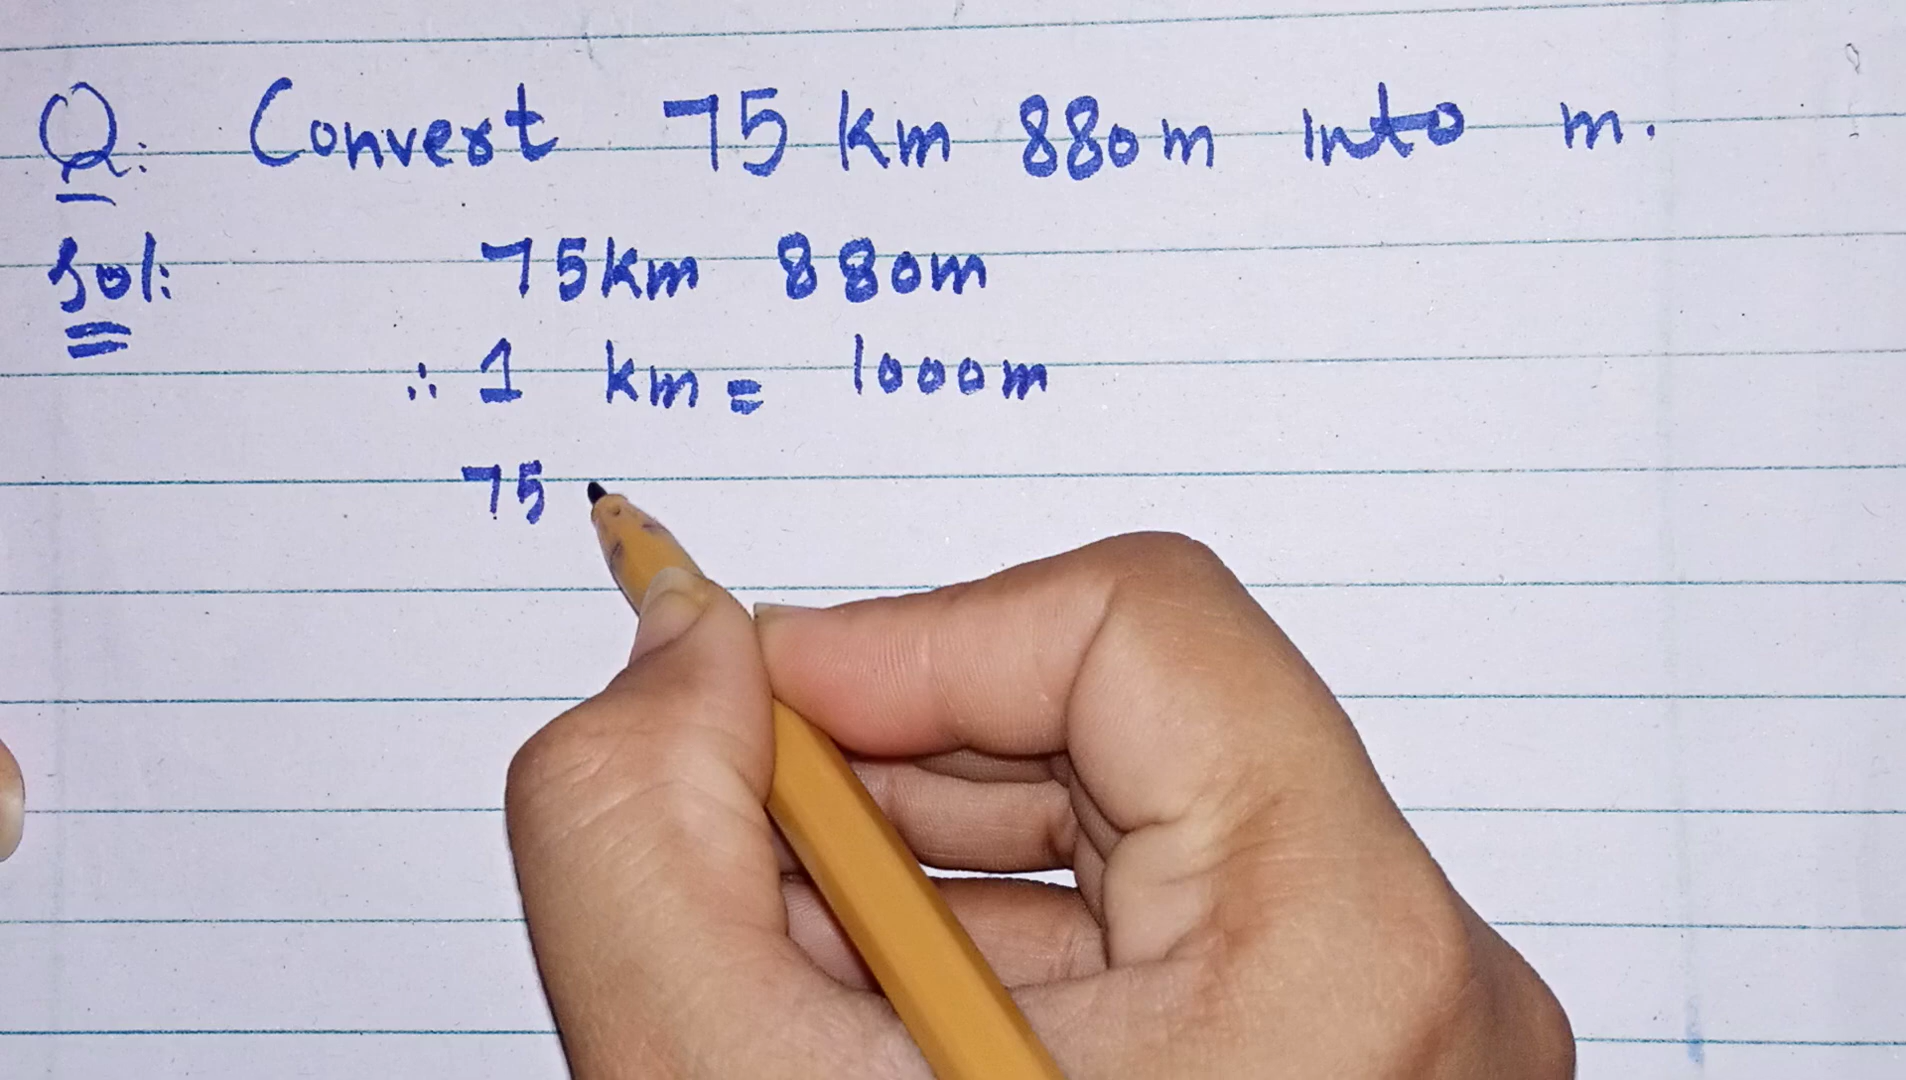 Q: Convert 75 km 880m into m.
Sol: 75km 880m
∴ 1 km = 1000m
75